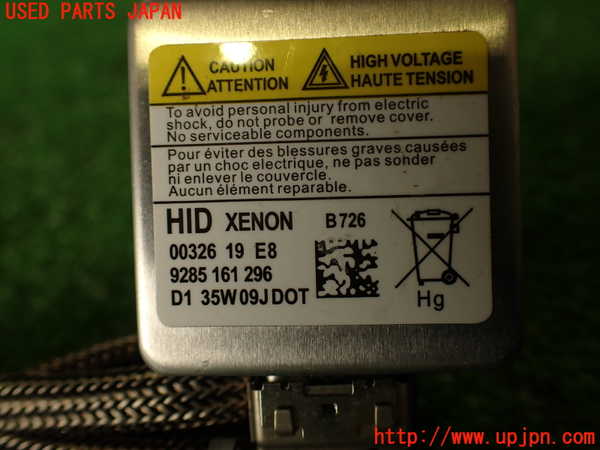 USED PARTS JAPAN
CAUTION
ATTENTION
HIGH VOLTAGE
HAUTE TENSION
To avoid personal injury from electric
shock, do not probe or remove cover.
No serviceable components.
Pour éviter des blessures graves causées
par un choc electrique, ne pas sonder
ni enlever le couvercle.
Aucun élément reparable.
HID XENON B726
00326 19 E8
9285 161 296
D1 35W 09J DOT
Hg
http://www.upjpn.com/